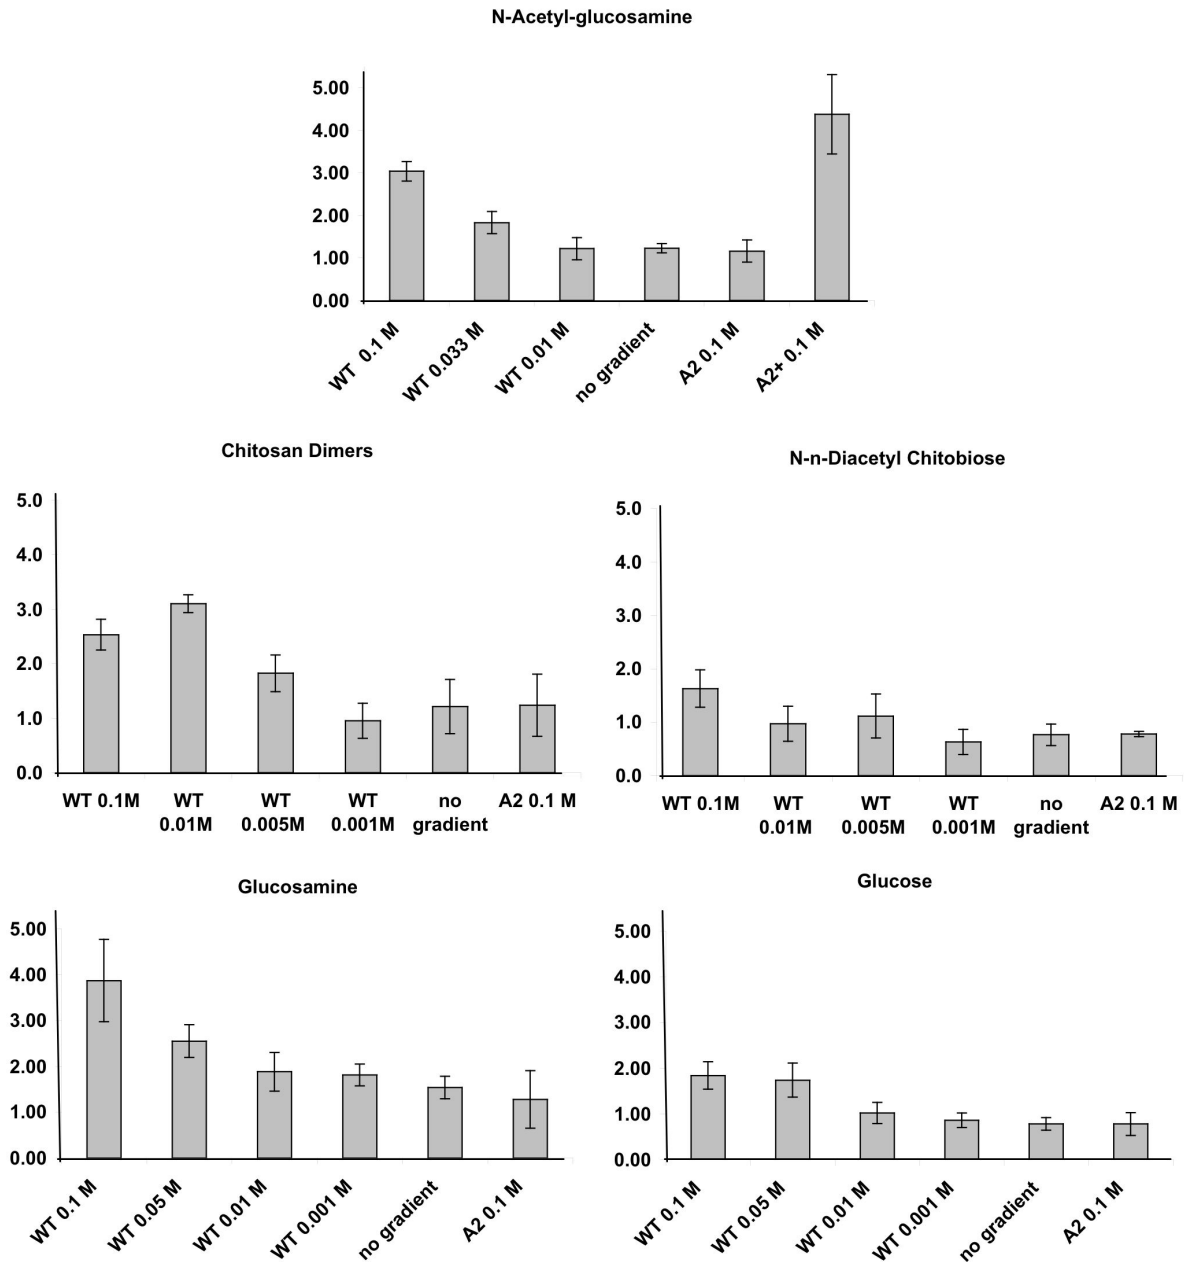 N-Acetyl-glucosamine
5.00
4.00
3.00
2.00
1.00
0.00
WT 0.1 M
WT 0.033 M
WT 0.01 M
no gradient
A2 0.1 M
A2+ 0.1 M
Chitosan Dimers
5.0
4.0
3.0
2.0
1.0
0.0
WT 0.1M
WT
0.01M
WT
0.005M
WT
0.001M
no
gradient
A2 0.1 M
N-n-Diacetyl Chitobiose
5.0
4.0
3.0
2.0
1.0
0.0
WT 0.1M
WT
0.01M
WT
0.005M
WT
0.001M
no
gradient
A2 0.1 M
Glucosamine
5.00
4.00
3.00
2.00
1.00
0.00
WT 0.1 M
WT 0.05 M
WT 0.01 M
WT 0.001 M
no gradient
A2 0.1 M
Glucose
5.00
4.00
3.00
2.00
1.00
0.00
WT 0.1 M
WT 0.05 M
WT 0.01 M
WT 0.001 M
no gradient
A2 0.1 M